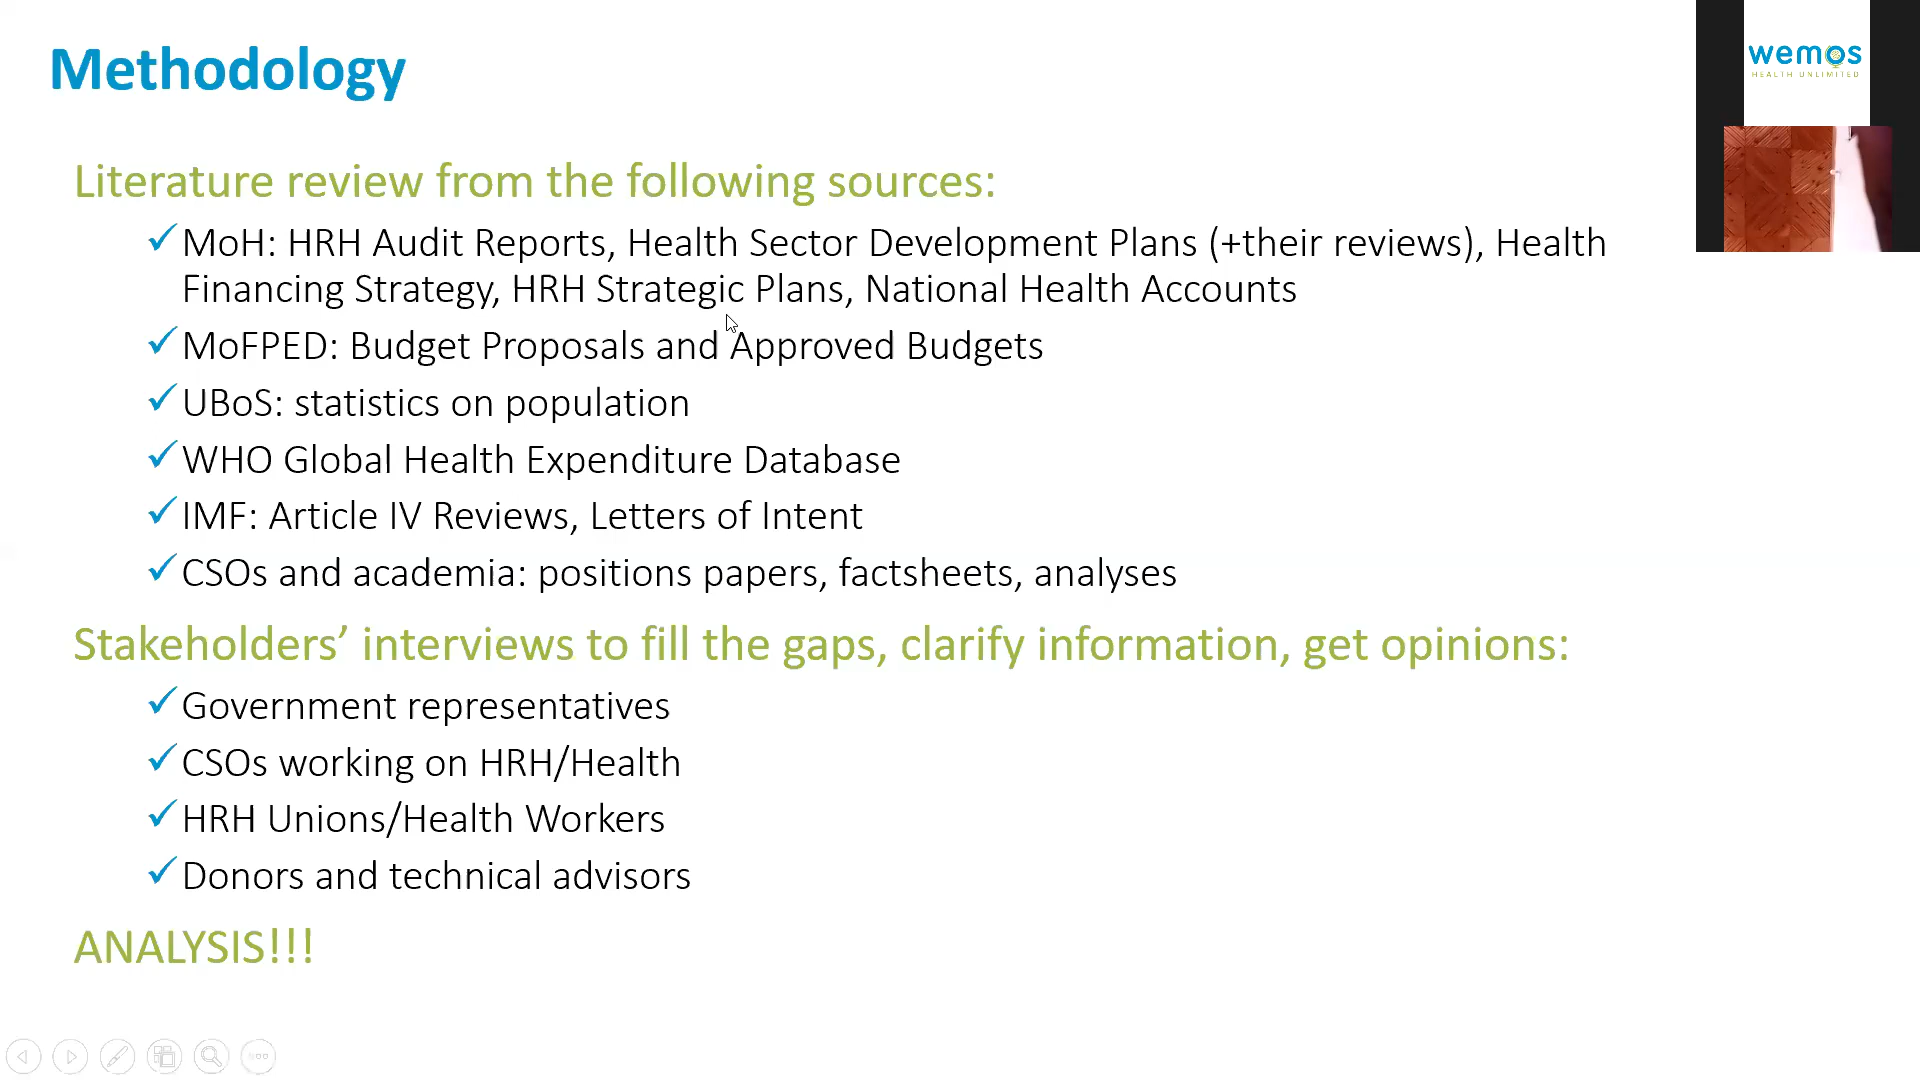 Methodology
wemos
HEALTH UNLIMITED
Literature review from the following sources:
MoH: HRH Audit Reports, Health Sector Development Plans (+their reviews), Health
Financing Strategy, HRH Strategic Plans, National Health Accounts
MoFPED: Budget Proposals and Approved Budgets
UBoS: statistics on population
WHO Global Health Expenditure Database
IMF: Article IV Reviews, Letters of Intent
CSOs and academia: positions papers, factsheets, analyses
Stakeholders’ interviews to fill the gaps, clarify information, get opinions:
Government representatives
CSOs working on HRH/Health
HRH Unions/Health Workers
Donors and technical advisors
ANALYSIS!!!